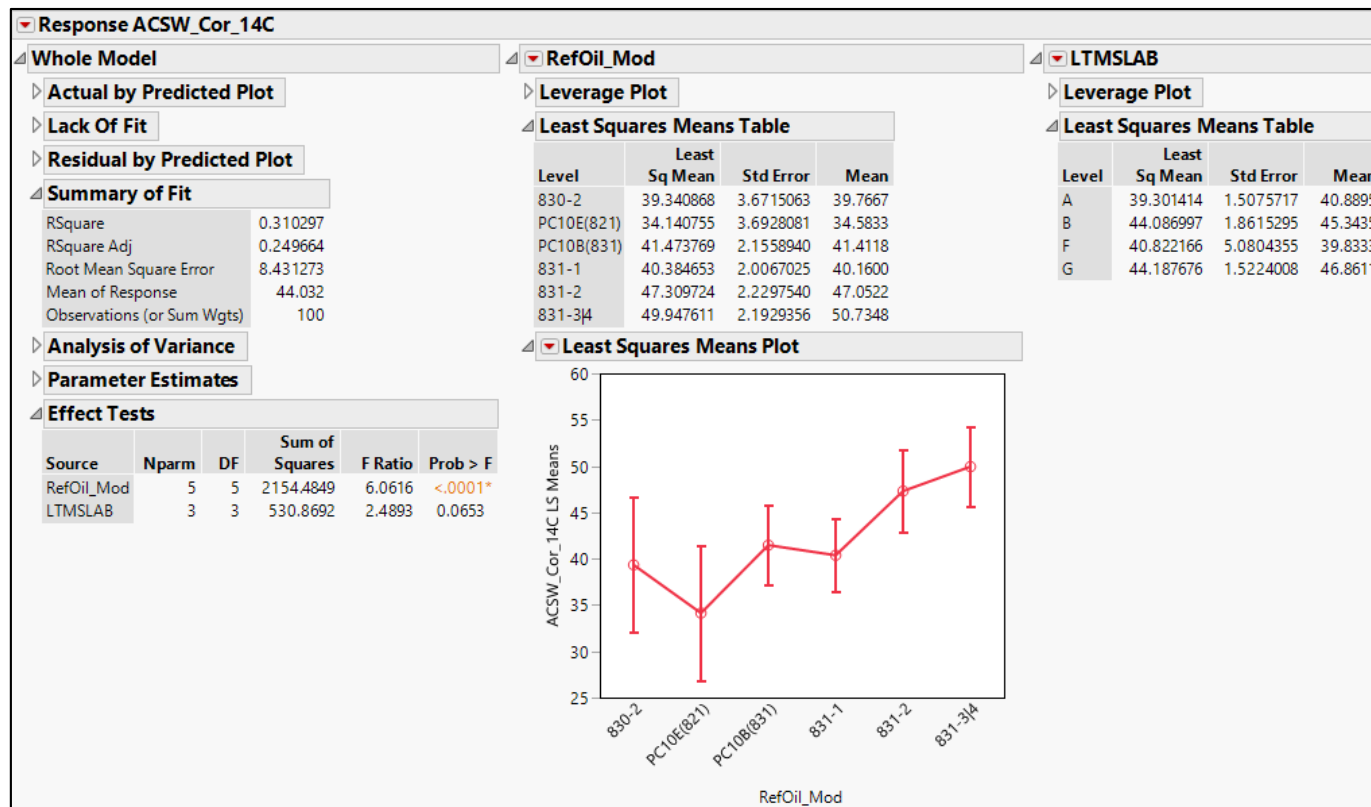 Response ACSW_Cor_14C
Whole Model
Actual by Predicted Plot
Lack Of Fit
Residual by Predicted Plot
Summary of Fit
RSquare 0.310297
RSquare Adj 0.249664
Root Mean Square Error 8.431273
Mean of Response 44.032
Observations (or Sum Wgts) 100
Analysis of Variance
Parameter Estimates
Effect Tests
Sum of
Source Nparm DF Squares F Ratio Prob > F
RefOil_Mod 5 5 2154.4849 6.0616 <.0001*
LTMSLAB 3 3 530.8692 2.4893 0.0653
RefOil_Mod
Leverage Plot
Least Squares Means Table
Least
Level Sq Mean Std Error Mean
830-2 39.340868 3.6715063 39.7667
PC10E(821) 34.140755 3.6928081 34.5833
PC10B(831) 41.473769 2.1558940 41.4118
831-1 40.384653 2.0067025 40.1600
831-2 47.309724 2.2297540 47.0522
831-3|4 49.947611 2.1929356 50.7348
Least Squares Means Plot
ACSW_Cor_14C LS Means
60
55
50
45
40
35
30
25
830-2
PC10E(821)
PC10B(831)
831-1
831-2
831-3|4
RefOil_Mod
LTMSLAB
Leverage Plot
Least Squares Means Table
Least
Level Sq Mean Std Error Mean
A 39.301414 1.5075717 40.8895
B 44.086997 1.8615295 45.3435
F 40.822166 5.0804355 39.8333
G 44.187676 1.5224008 46.861